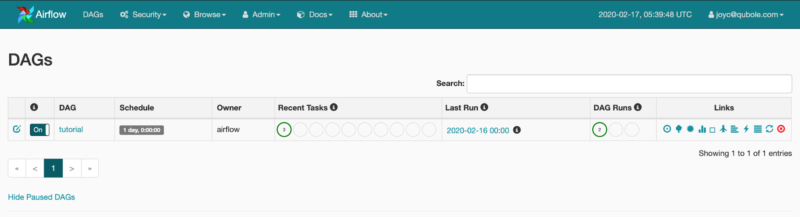 Airflow DAGs Security Browse Admin Docs About 2020-02-17, 05:39:48 UTC joyc@qubole.com
DAGs
Search:
DAG Schedule Owner Recent Tasks Last Run DAG Runs Links
On tutorial 1 day, 0:00:00 airflow 3 2020-02-16 00:00 2
Showing 1 to 1 of 1 entries
« < 1 > »
Hide Paused DAGs